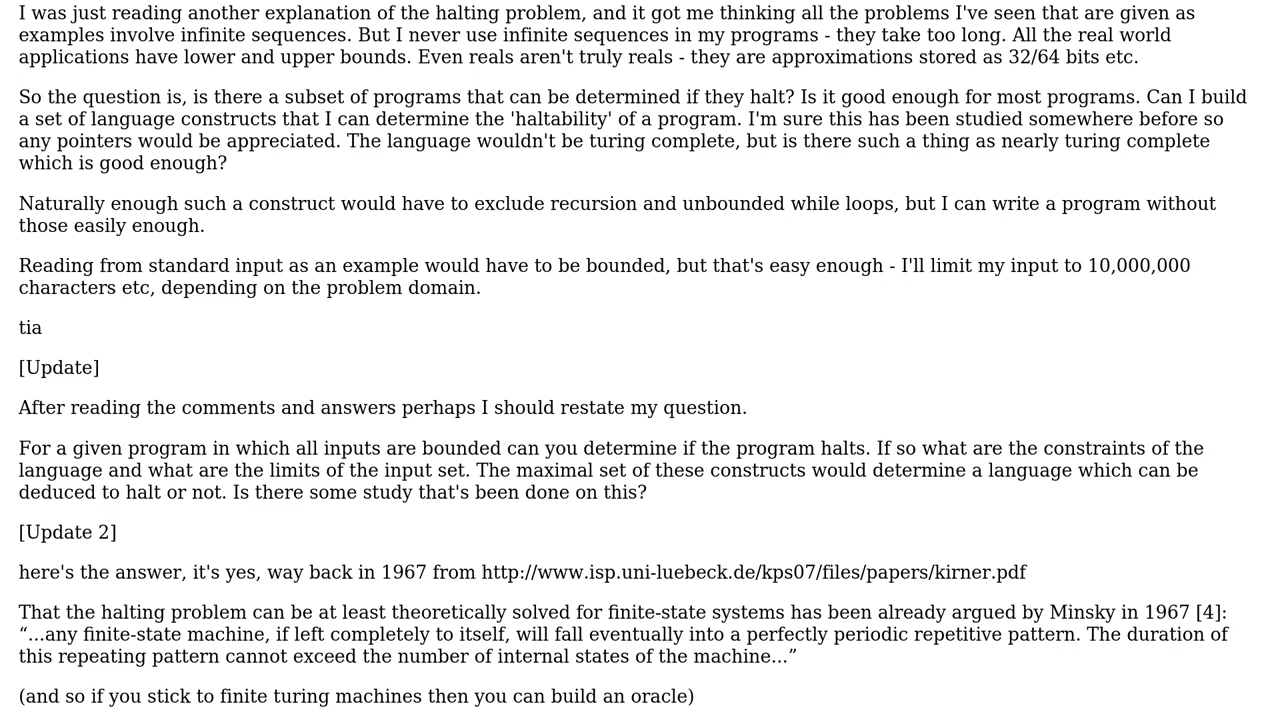 I was just reading another explanation of the halting problem, and it got me thinking all the problems I've seen that are given as
examples involve infinite sequences. But I never use infinite sequences in my programs - they take too long. All the real world
applications have lower and upper bounds. Even reals aren't truly reals - they are approximations stored as 32/64 bits etc.
So the question is, is there a subset of programs that can be determined if they halt? Is it good enough for most programs. Can I build
a set of language constructs that I can determine the 'haltability' of a program. I'm sure this has been studied somewhere before so
any pointers would be appreciated. The language wouldn't be turing complete, but is there such a thing as nearly turing complete
which is good enough?
Naturally enough such a construct would have to exclude recursion and unbounded while loops, but I can write a program without
those easily enough.
Reading from standard input as an example would have to be bounded, but that's easy enough - I'll limit my input to 10,000,000
characters etc, depending on the problem domain.
tia
[Update]
After reading the comments and answers perhaps I should restate my question.
For a given program in which all inputs are bounded can you determine if the program halts. If so what are the constraints of the
language and what are the limits of the input set. The maximal set of these constructs would determine a language which can be
deduced to halt or not. Is there some study that's been done on this?
[Update 2]
here's the answer, it's yes, way back in 1967 from http://www.isp.uni-luebeck.de/kps07/files/papers/kirner.pdf
That the halting problem can be at least theoretically solved for finite-state systems has been already argued by Minsky in 1967 [4]:
“...any finite-state machine, if left completely to itself, will fall eventually into a perfectly periodic repetitive pattern. The duration of
this repeating pattern cannot exceed the number of internal states of the machine...”
(and so if you stick to finite turing machines then you can build an oracle)